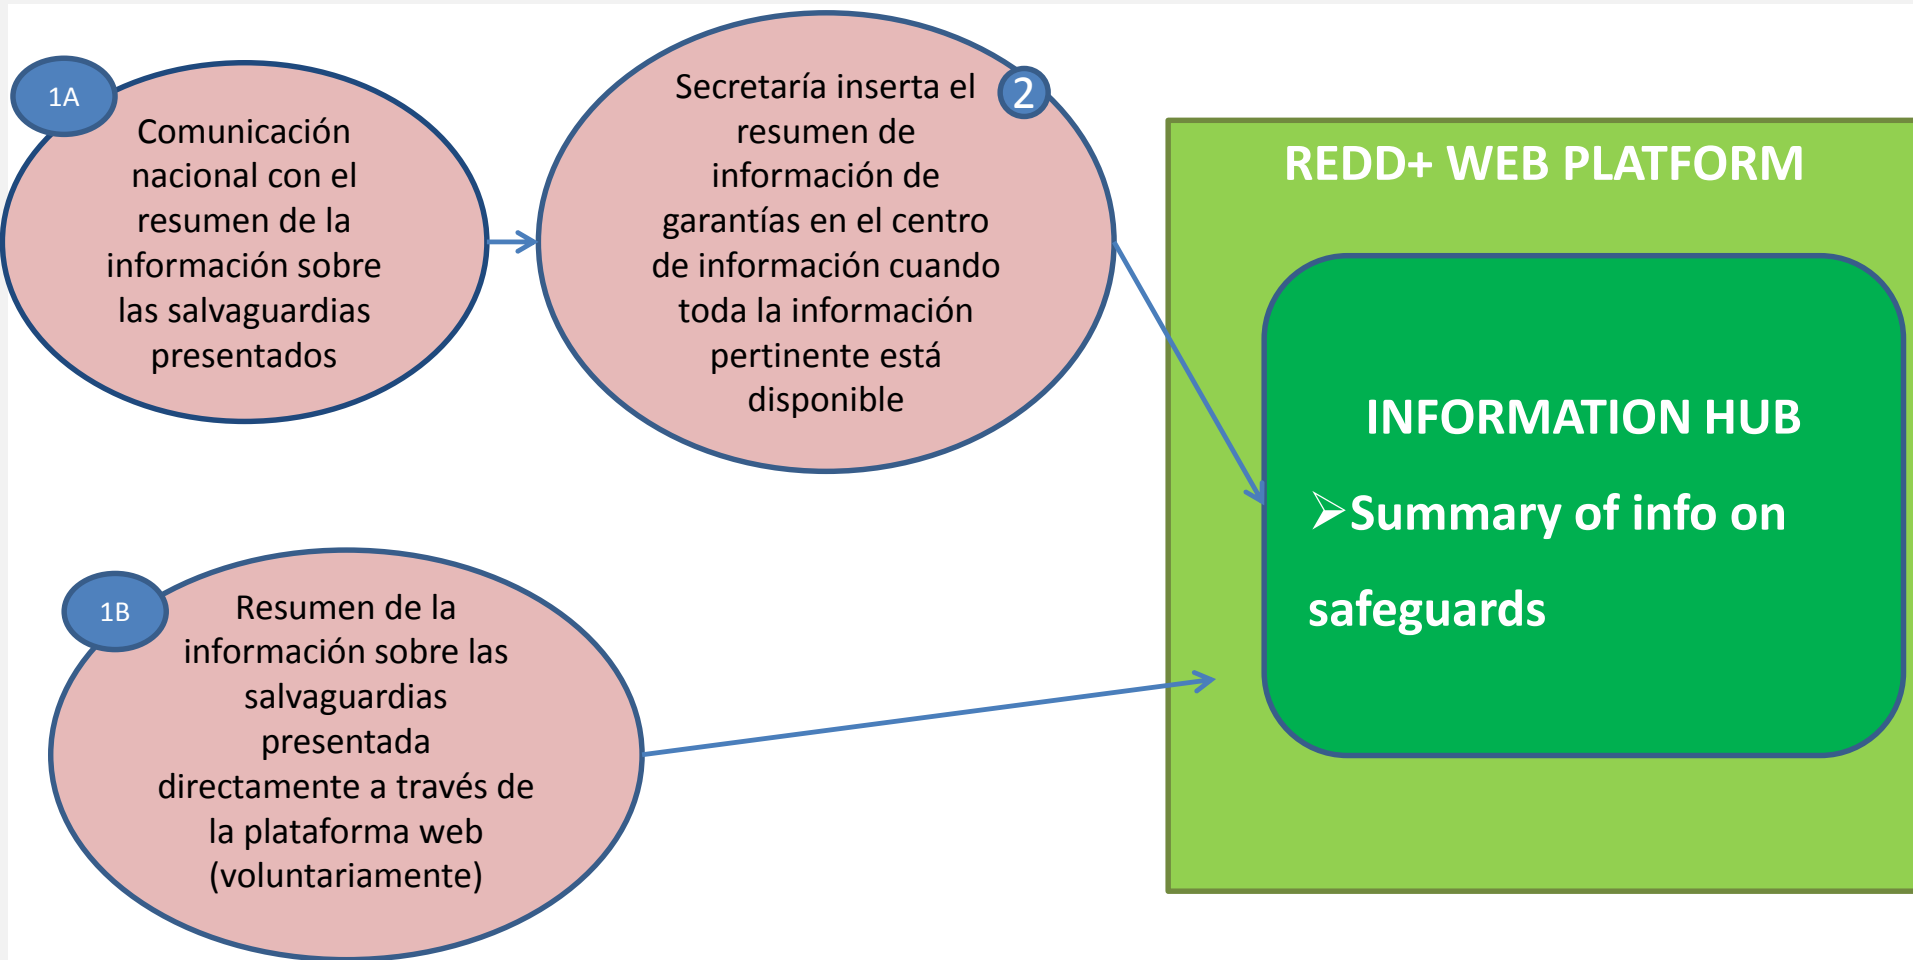 1A
Comunicación
nacional con el
resumen de la
información sobre
las salvaguardias
presentados
2
Secretaría inserta el
resumen de
información de
garantías en el centro
de información cuando
toda la información
pertinente está
disponible
1B
Resumen de la
información sobre las
salvaguardias
presentada
directamente a través de
la plataforma web
(voluntariamente)
REDD+ WEB PLATFORM
INFORMATION HUB
➢Summary of info on
safeguards